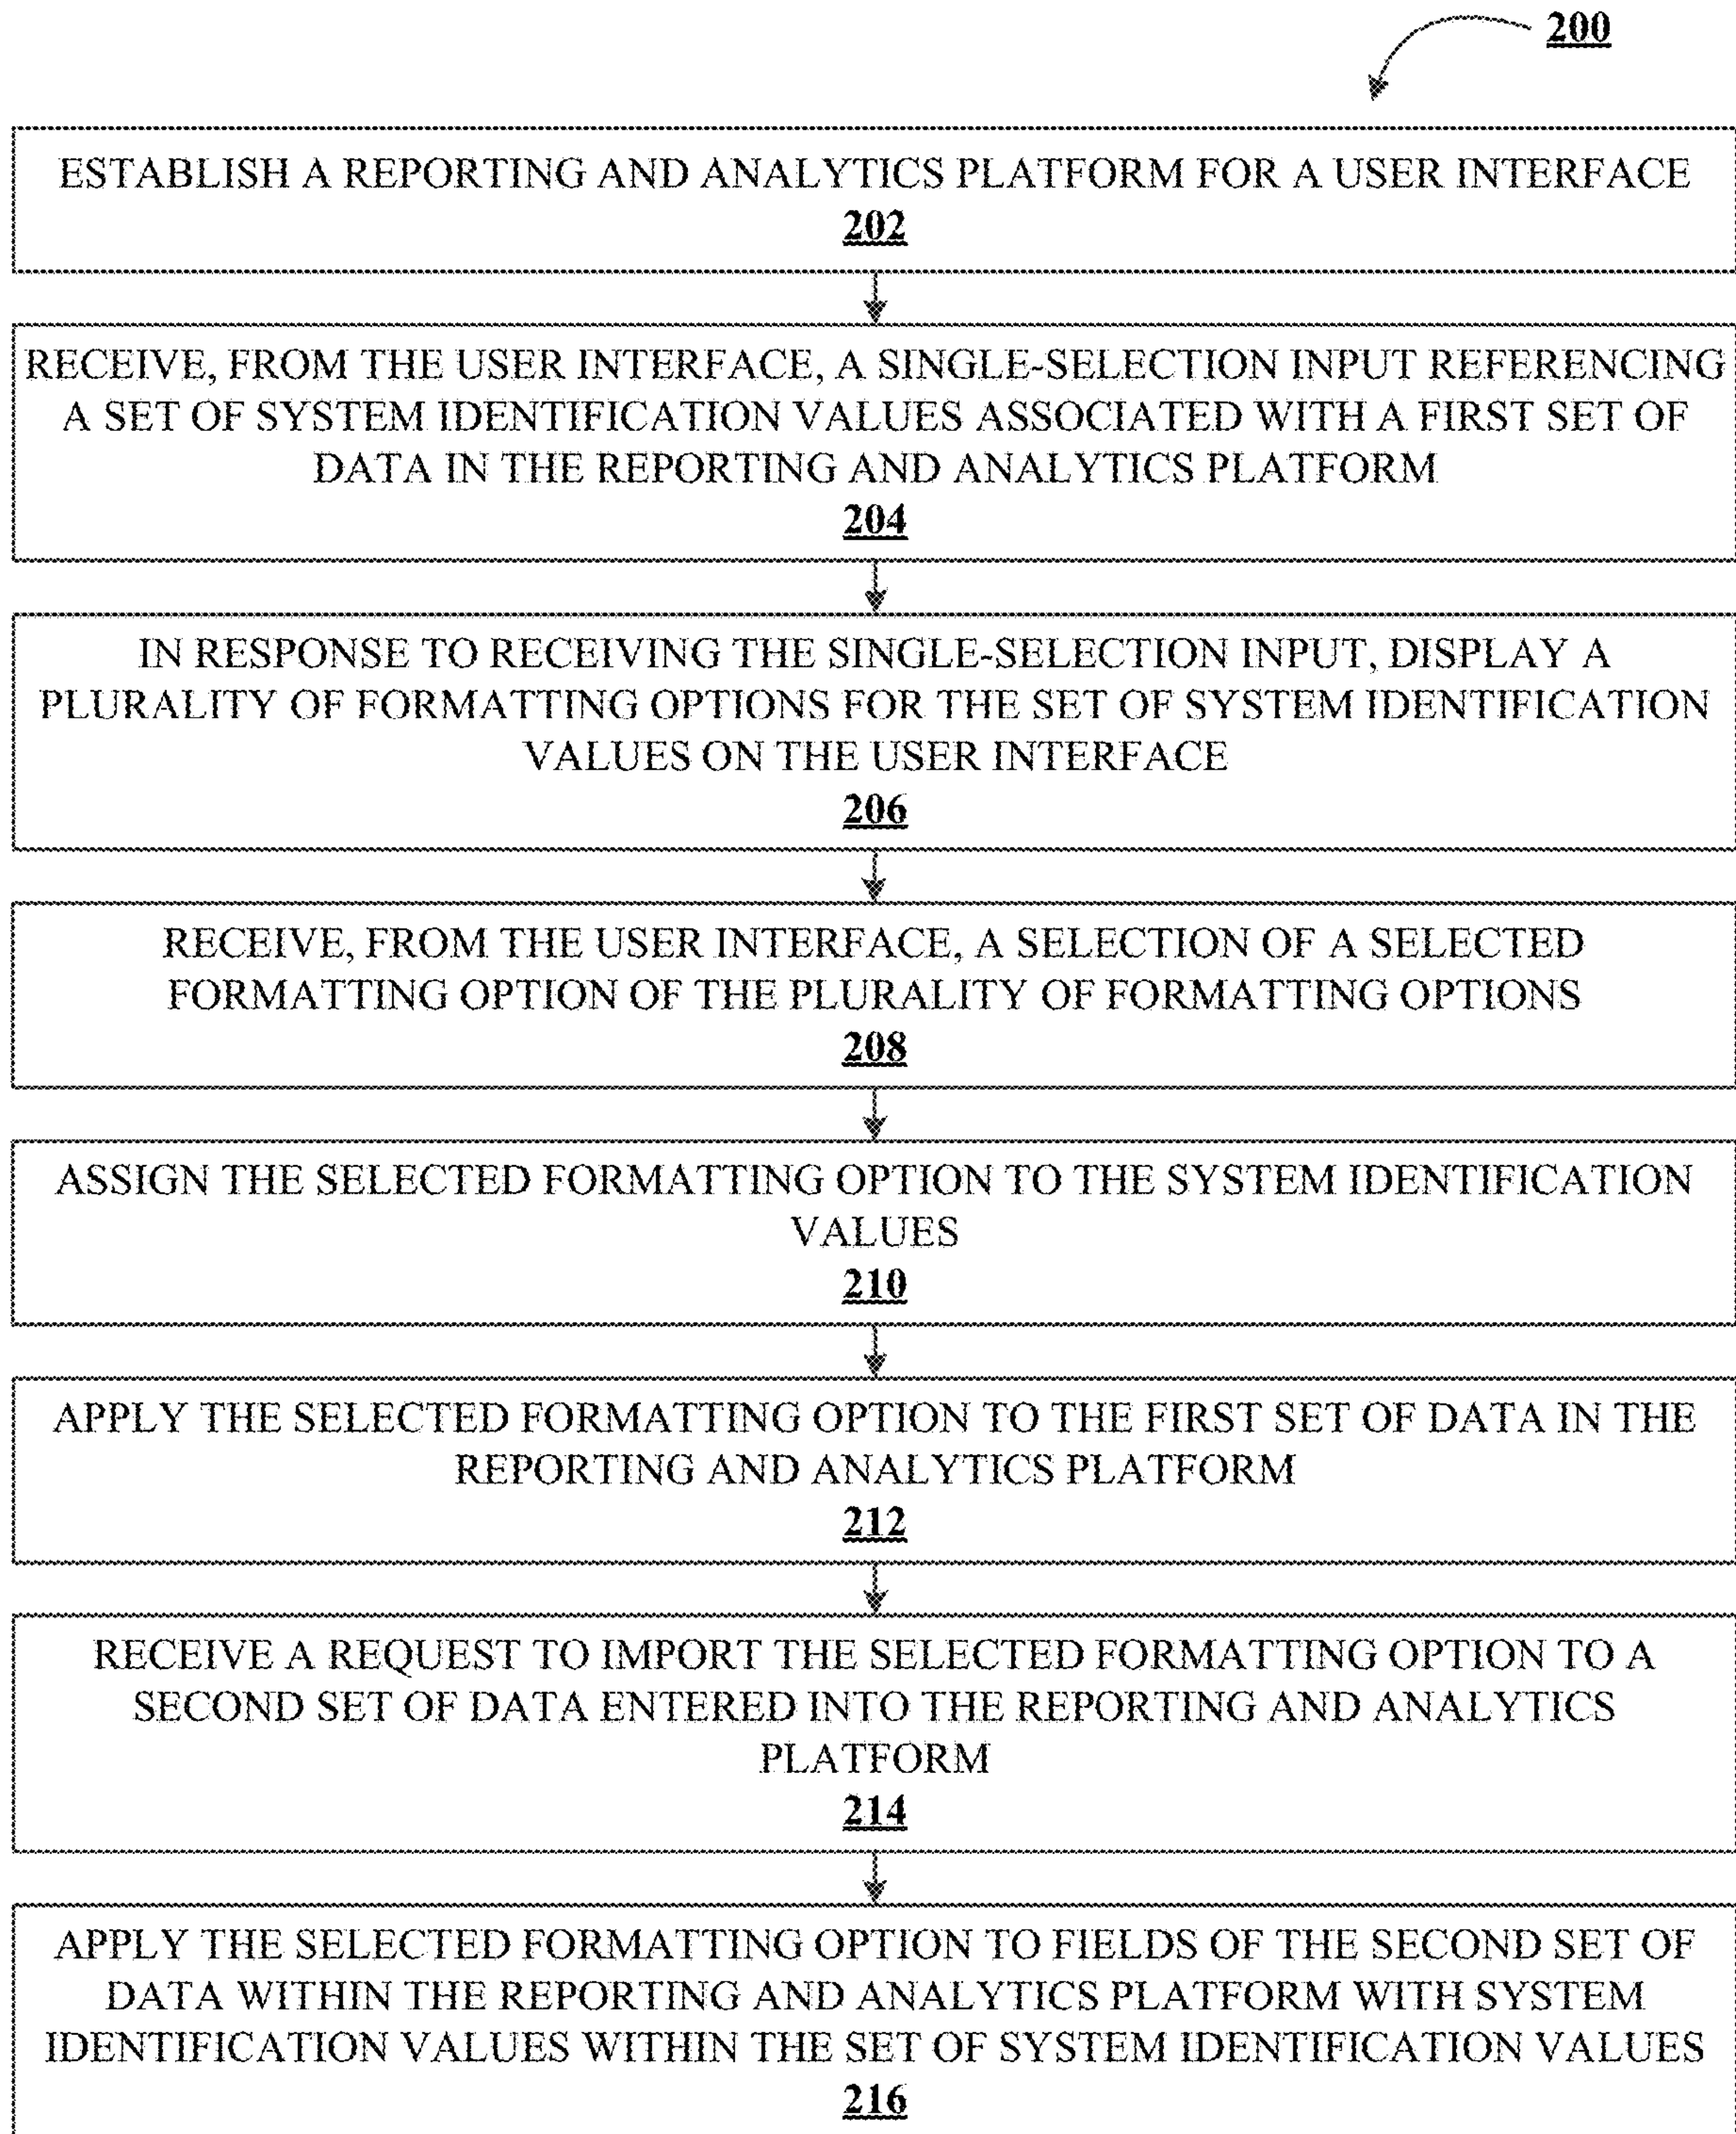 200
ESTABLISH A REPORTING AND ANALYTICS PLATFORM FOR A USER INTERFACE
202
RECEIVE, FROM THE USER INTERFACE, A SINGLE-SELECTION INPUT REFERENCING
A SET OF SYSTEM IDENTIFICATION VALUES ASSOCIATED WITH A FIRST SET OF
DATA IN THE REPORTING AND ANALYTICS PLATFORM
204
IN RESPONSE TO RECEIVING THE SINGLE-SELECTION INPUT, DISPLAY A
PLURALITY OF FORMATTING OPTIONS FOR THE SET OF SYSTEM IDENTIFICATION
VALUES ON THE USER INTERFACE
206
RECEIVE, FROM THE USER INTERFACE, A SELECTION OF A SELECTED
FORMATTING OPTION OF THE PLURALITY OF FORMATTING OPTIONS
208
ASSIGN THE SELECTED FORMATTING OPTION TO THE SYSTEM IDENTIFICATION
VALUES
210
APPLY THE SELECTED FORMATTING OPTION TO THE FIRST SET OF DATA IN THE
REPORTING AND ANALYTICS PLATFORM
212
RECEIVE A REQUEST TO IMPORT THE SELECTED FORMATTING OPTION TO A
SECOND SET OF DATA ENTERED INTO THE REPORTING AND ANALYTICS
PLATFORM
214
APPLY THE SELECTED FORMATTING OPTION TO FIELDS OF THE SECOND SET OF
DATA WITHIN THE REPORTING AND ANALYTICS PLATFORM WITH SYSTEM
IDENTIFICATION VALUES WITHIN THE SET OF SYSTEM IDENTIFICATION VALUES
216